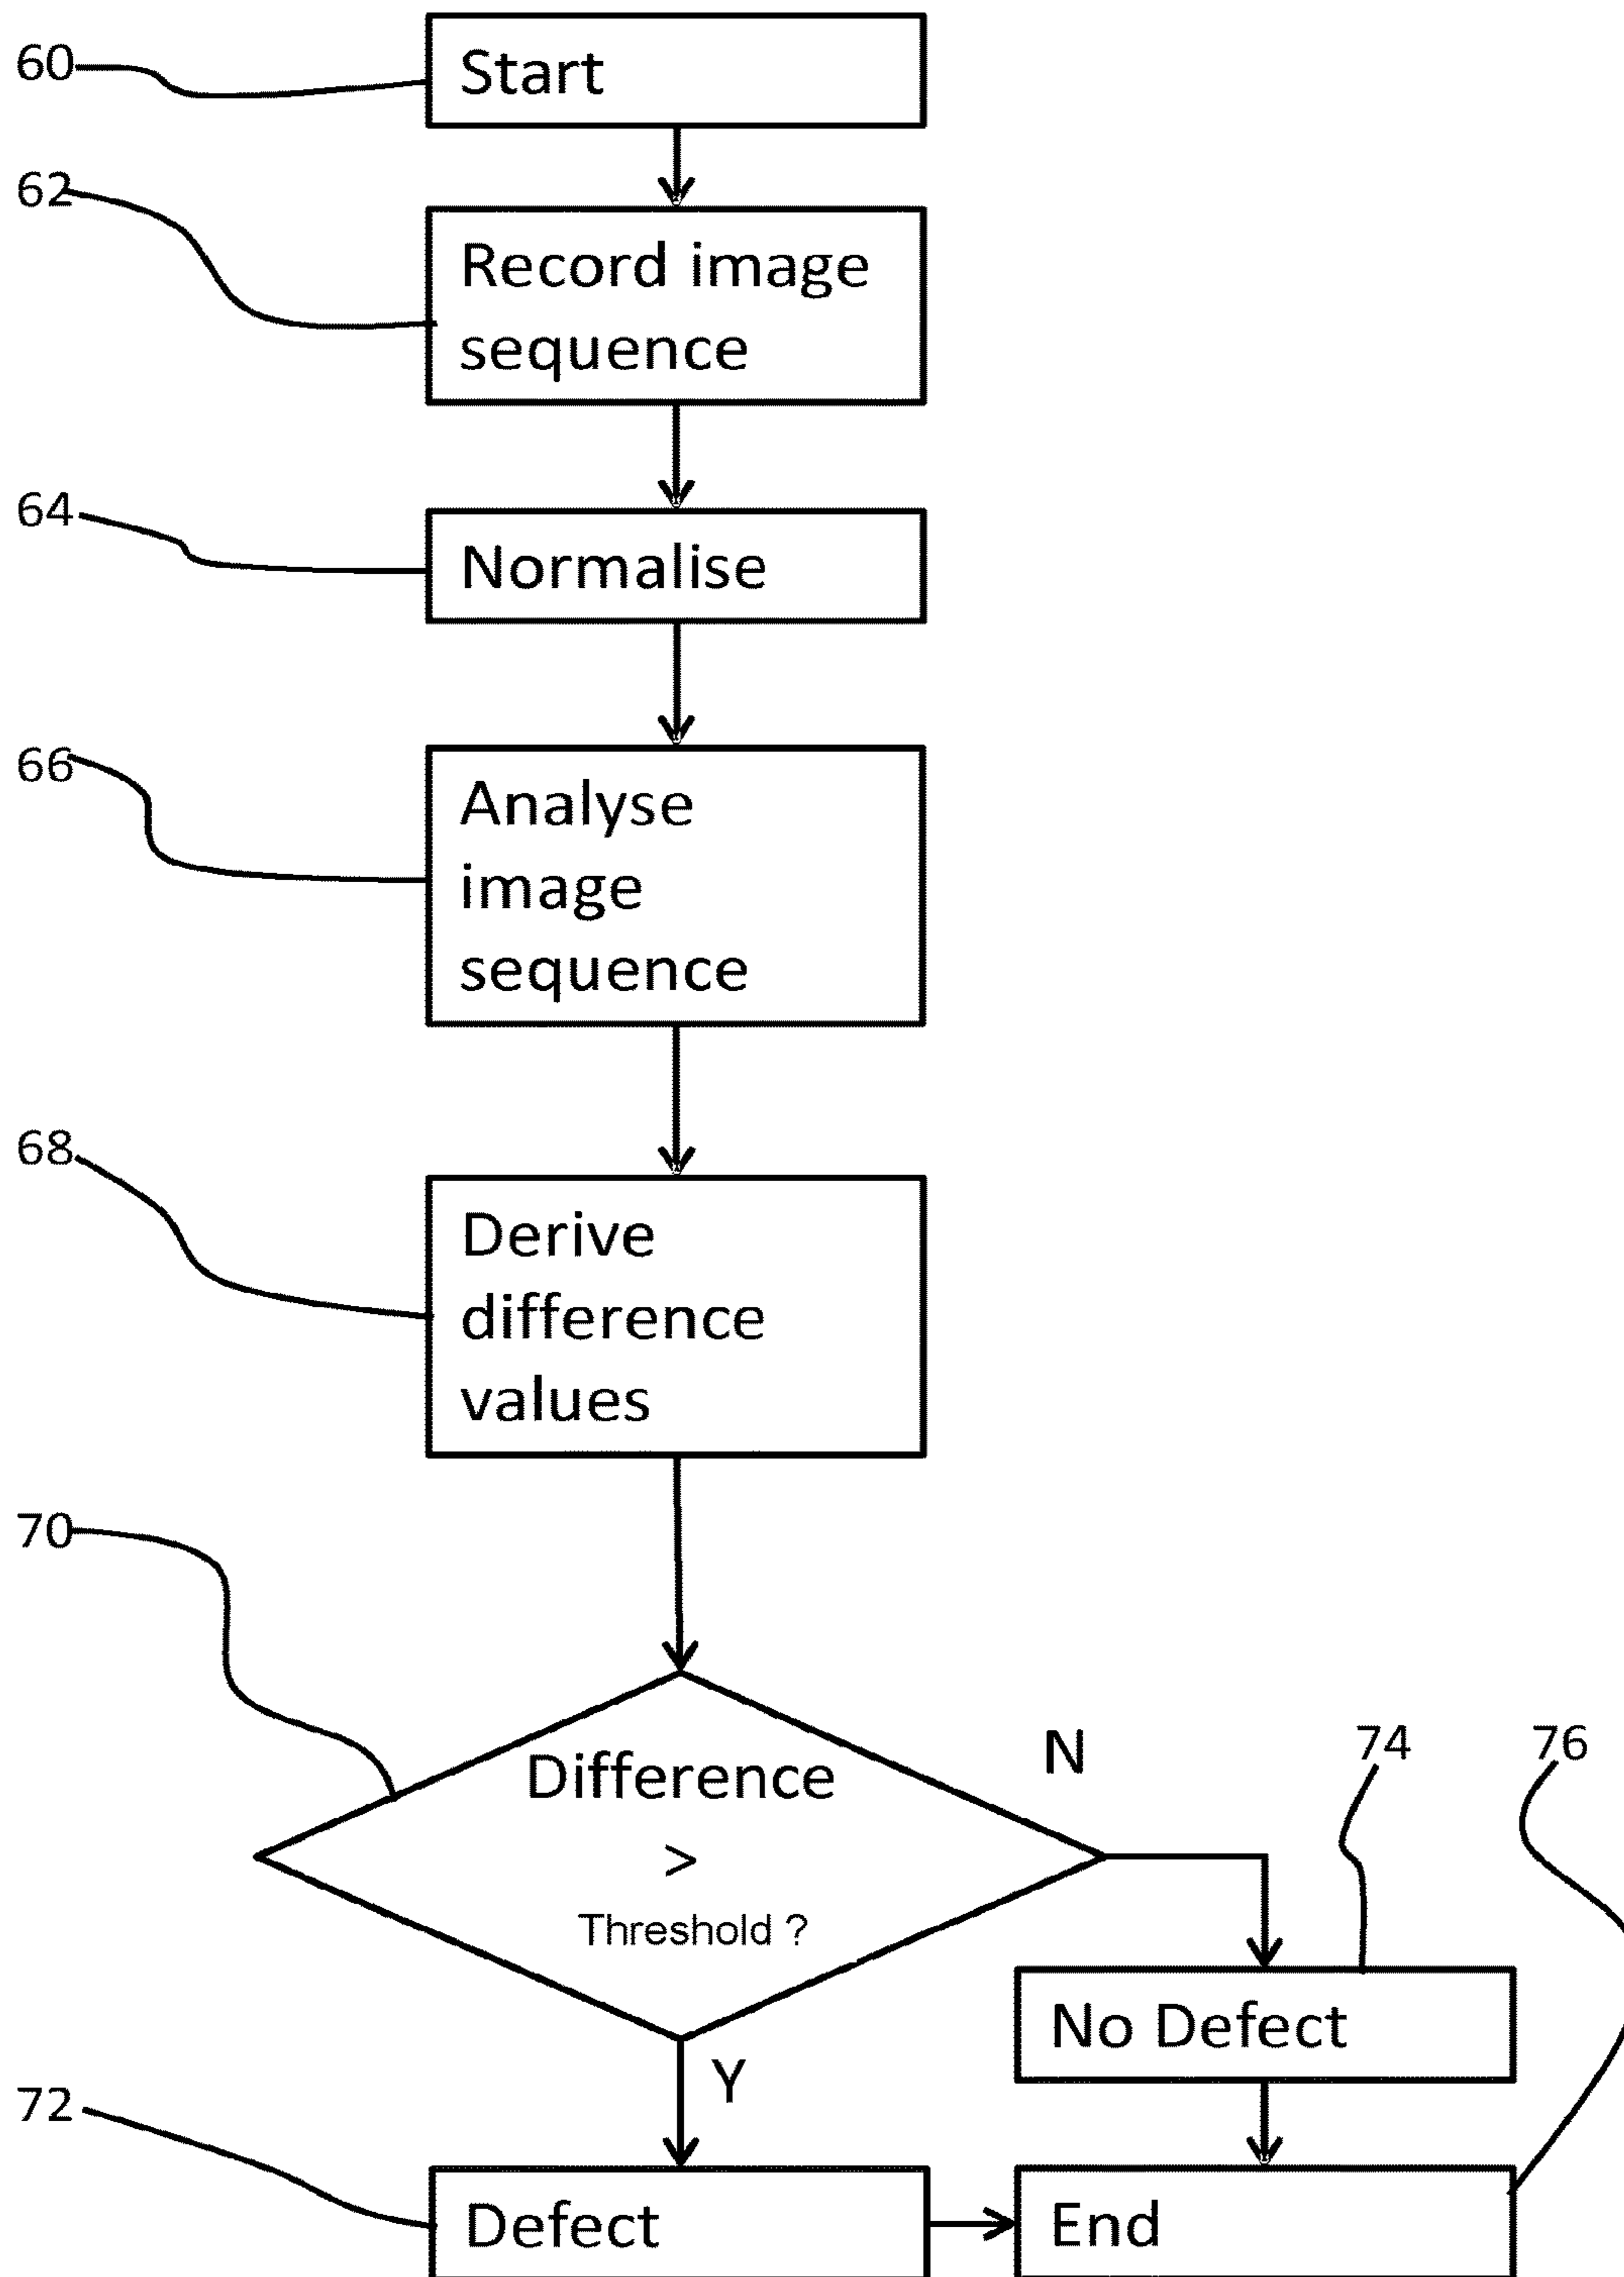 60
Start
62
Record image
sequence
64
Normalise
66
Analyse
image
sequence
68
Derive
difference
values
70
Difference
>
Threshold ?
N
74
76
No Defect
Y
72
Defect
End